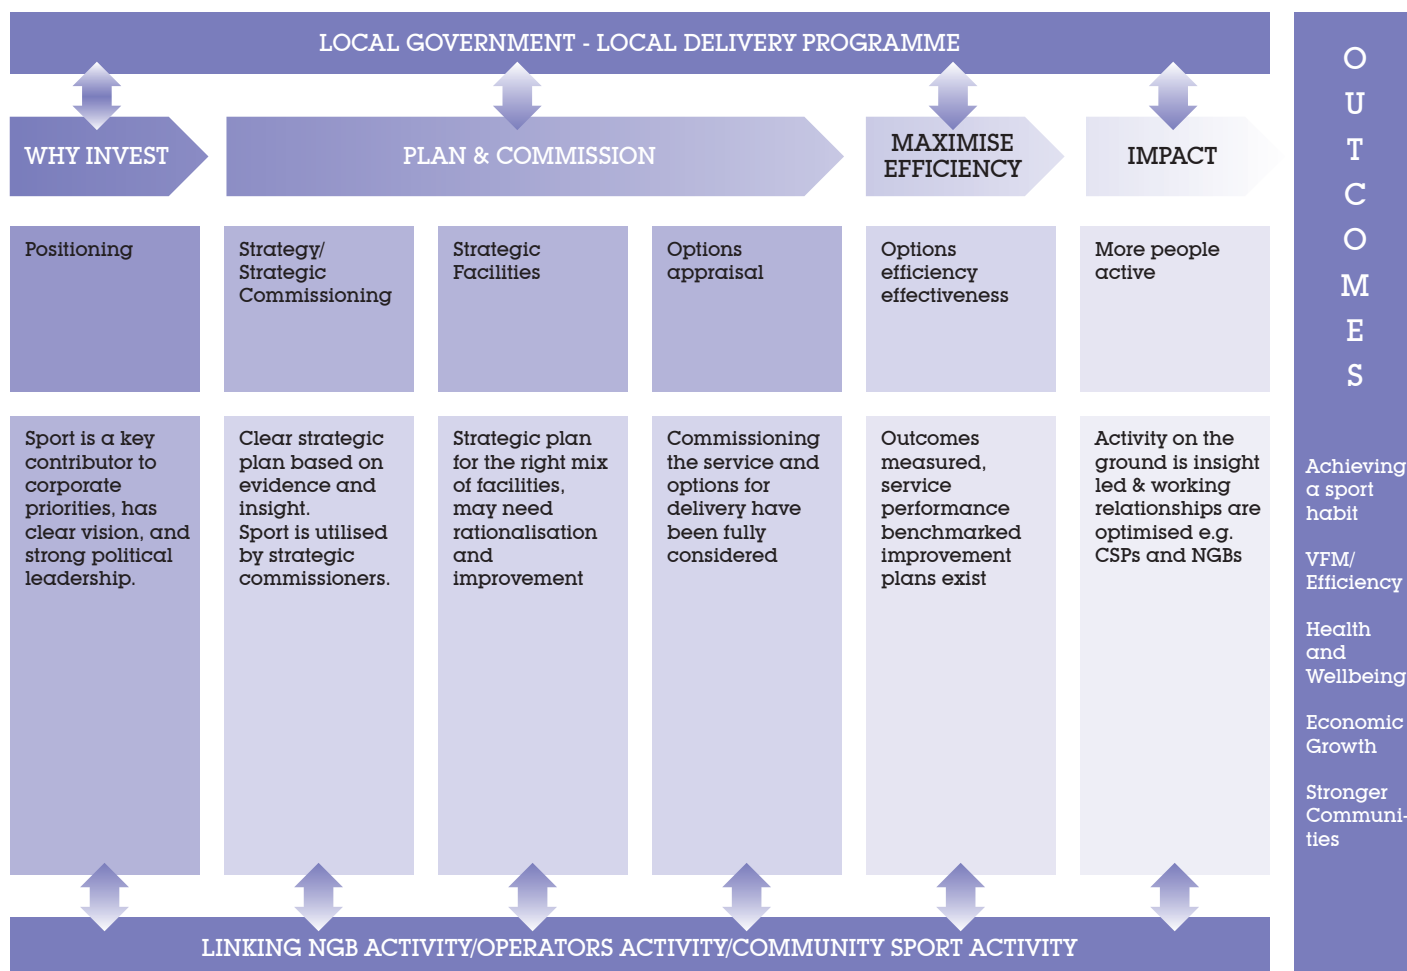 LOCAL GOVERNMENT - LOCAL DELIVERY PROGRAMME
WHY INVEST
PLAN & COMMISSION
MAXIMISE
EFFICIENCY
IMPACT
Positioning
Strategy/
Strategic
Commissioning
Strategic
Facilities
Options
appraisal
Options
efficiency
effectiveness
More people
active
Sport is a key
contributor to
corporate
priorities, has
clear vision, and
strong political
leadership.
Clear strategic
plan based on
evidence and
insight.
Sport is utilised
by strategic
commissioners.
Strategic plan
for the right mix
of facilities,
may need
rationalisation
and
improvement
Commissioning
the service and
options for
delivery have
been fully
considered
Outcomes
measured,
service
performance
benchmarked
improvement
plans exist
Activity on the
ground is insight
led & working
relationships are
optimised e.g.
CSPs and NGBs
LINKING NGB ACTIVITY/OPERATORS ACTIVITY/COMMUNITY SPORT ACTIVITY
O
U
T
C
O
M
E
S
Achieving
a sport
habit
VFM/
Efficiency
Health
and
Wellbeing
Economic
Growth
Stronger
Communi-
ties